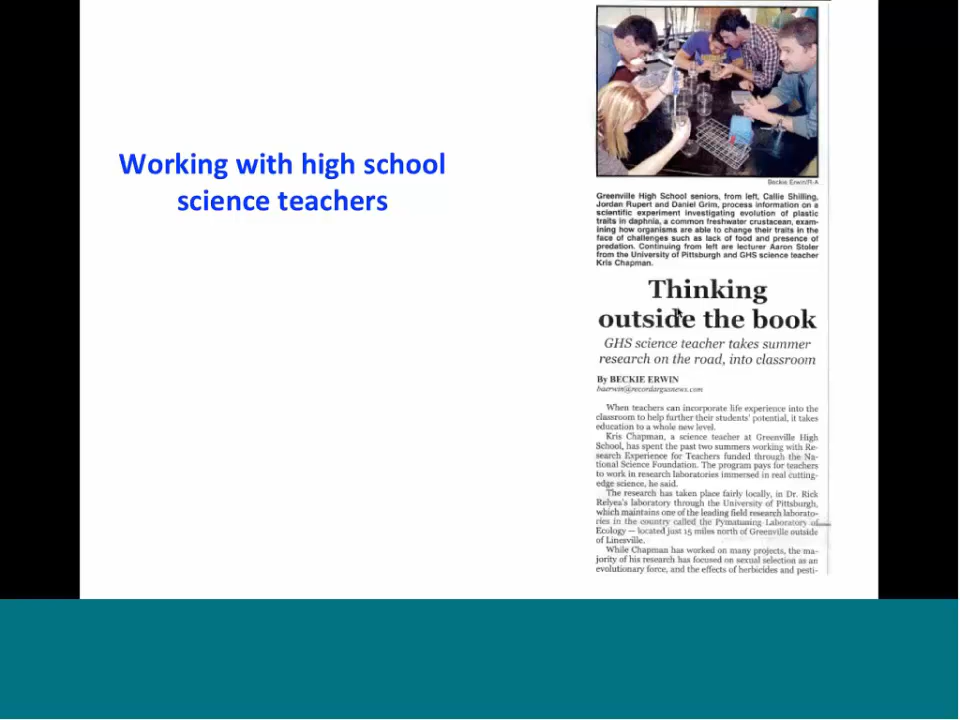 Working with high school
science teachers
Beckie Erwin/R-A
Greenville High School seniors, from left, Callie Shilling,
Jordan Rupert and Daniel Grim, process information on a
scientific experiment investigating evolution of plastic
traits in daphnia, a common freshwater crustacean, exam-
ining how organisms are able to change their traits in the
face of challenges such as lack of food and presence of
predation. Continuing from left are lecturer Aaron Stoler
from the University of Pittsburgh and GHS science teacher
Kris Chapman.
Thinking
outside the book
GHS science teacher takes summer
research on the road, into classroom
By BECKIE ERWIN
baerwin@recordargusnews.com
When teachers can incorporate life experience into the
classroom to help further their students' potential, it takes
education to a whole new level.
Kris Chapman, a science teacher at Greenville High
School, has spent the past two summers working with Re-
search Experience for Teachers funded through the Na-
tional Science Foundation. The program pays for teachers
to work in research laboratories immersed in real cutting-
edge science, he said.
The research has taken place fairly locally, in Dr. Rick
Relyea's laboratory through the University of Pittsburgh,
which maintains one of the leading field research laborato-
ries in the country called the Pymatuning Laboratory of
Ecology — located just 15 miles north of Greenville outside
of Linesville.
While Chapman has worked on many projects, the ma-
jority of his research has focused on sexual selection as an
evolutionary force, and the effects of herbicides and pesti-